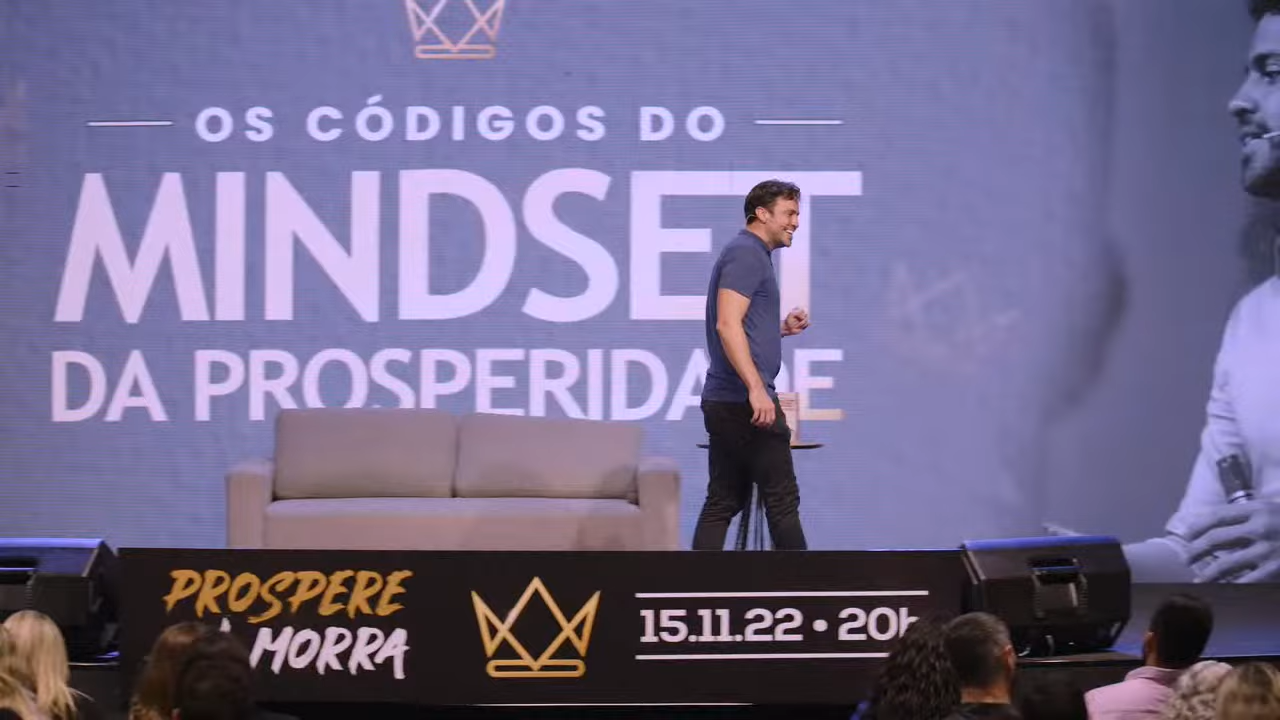 OS CÓDIGOS DO
MINDSET
DA PROSPERIDADE
PROSPERE
MORRA
15.11.22 • 20h